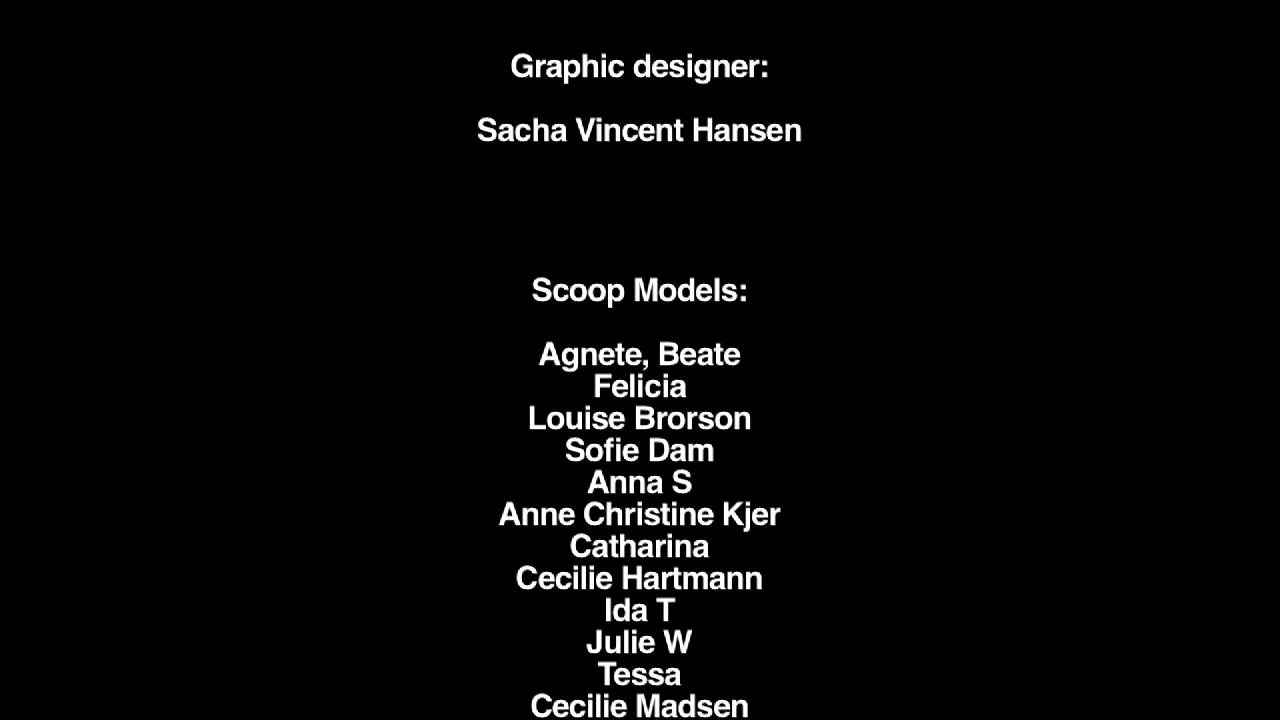 Graphic designer:
Sacha Vincent Hansen
Scoop Models:
Agnete, Beate
Felicia
Louise Brorson
Sofie Dam
Anna S
Anne Christine Kjer
Catharina
Cecilie Hartmann
Ida T
Julie W
Tessa
Cecilie Madsen